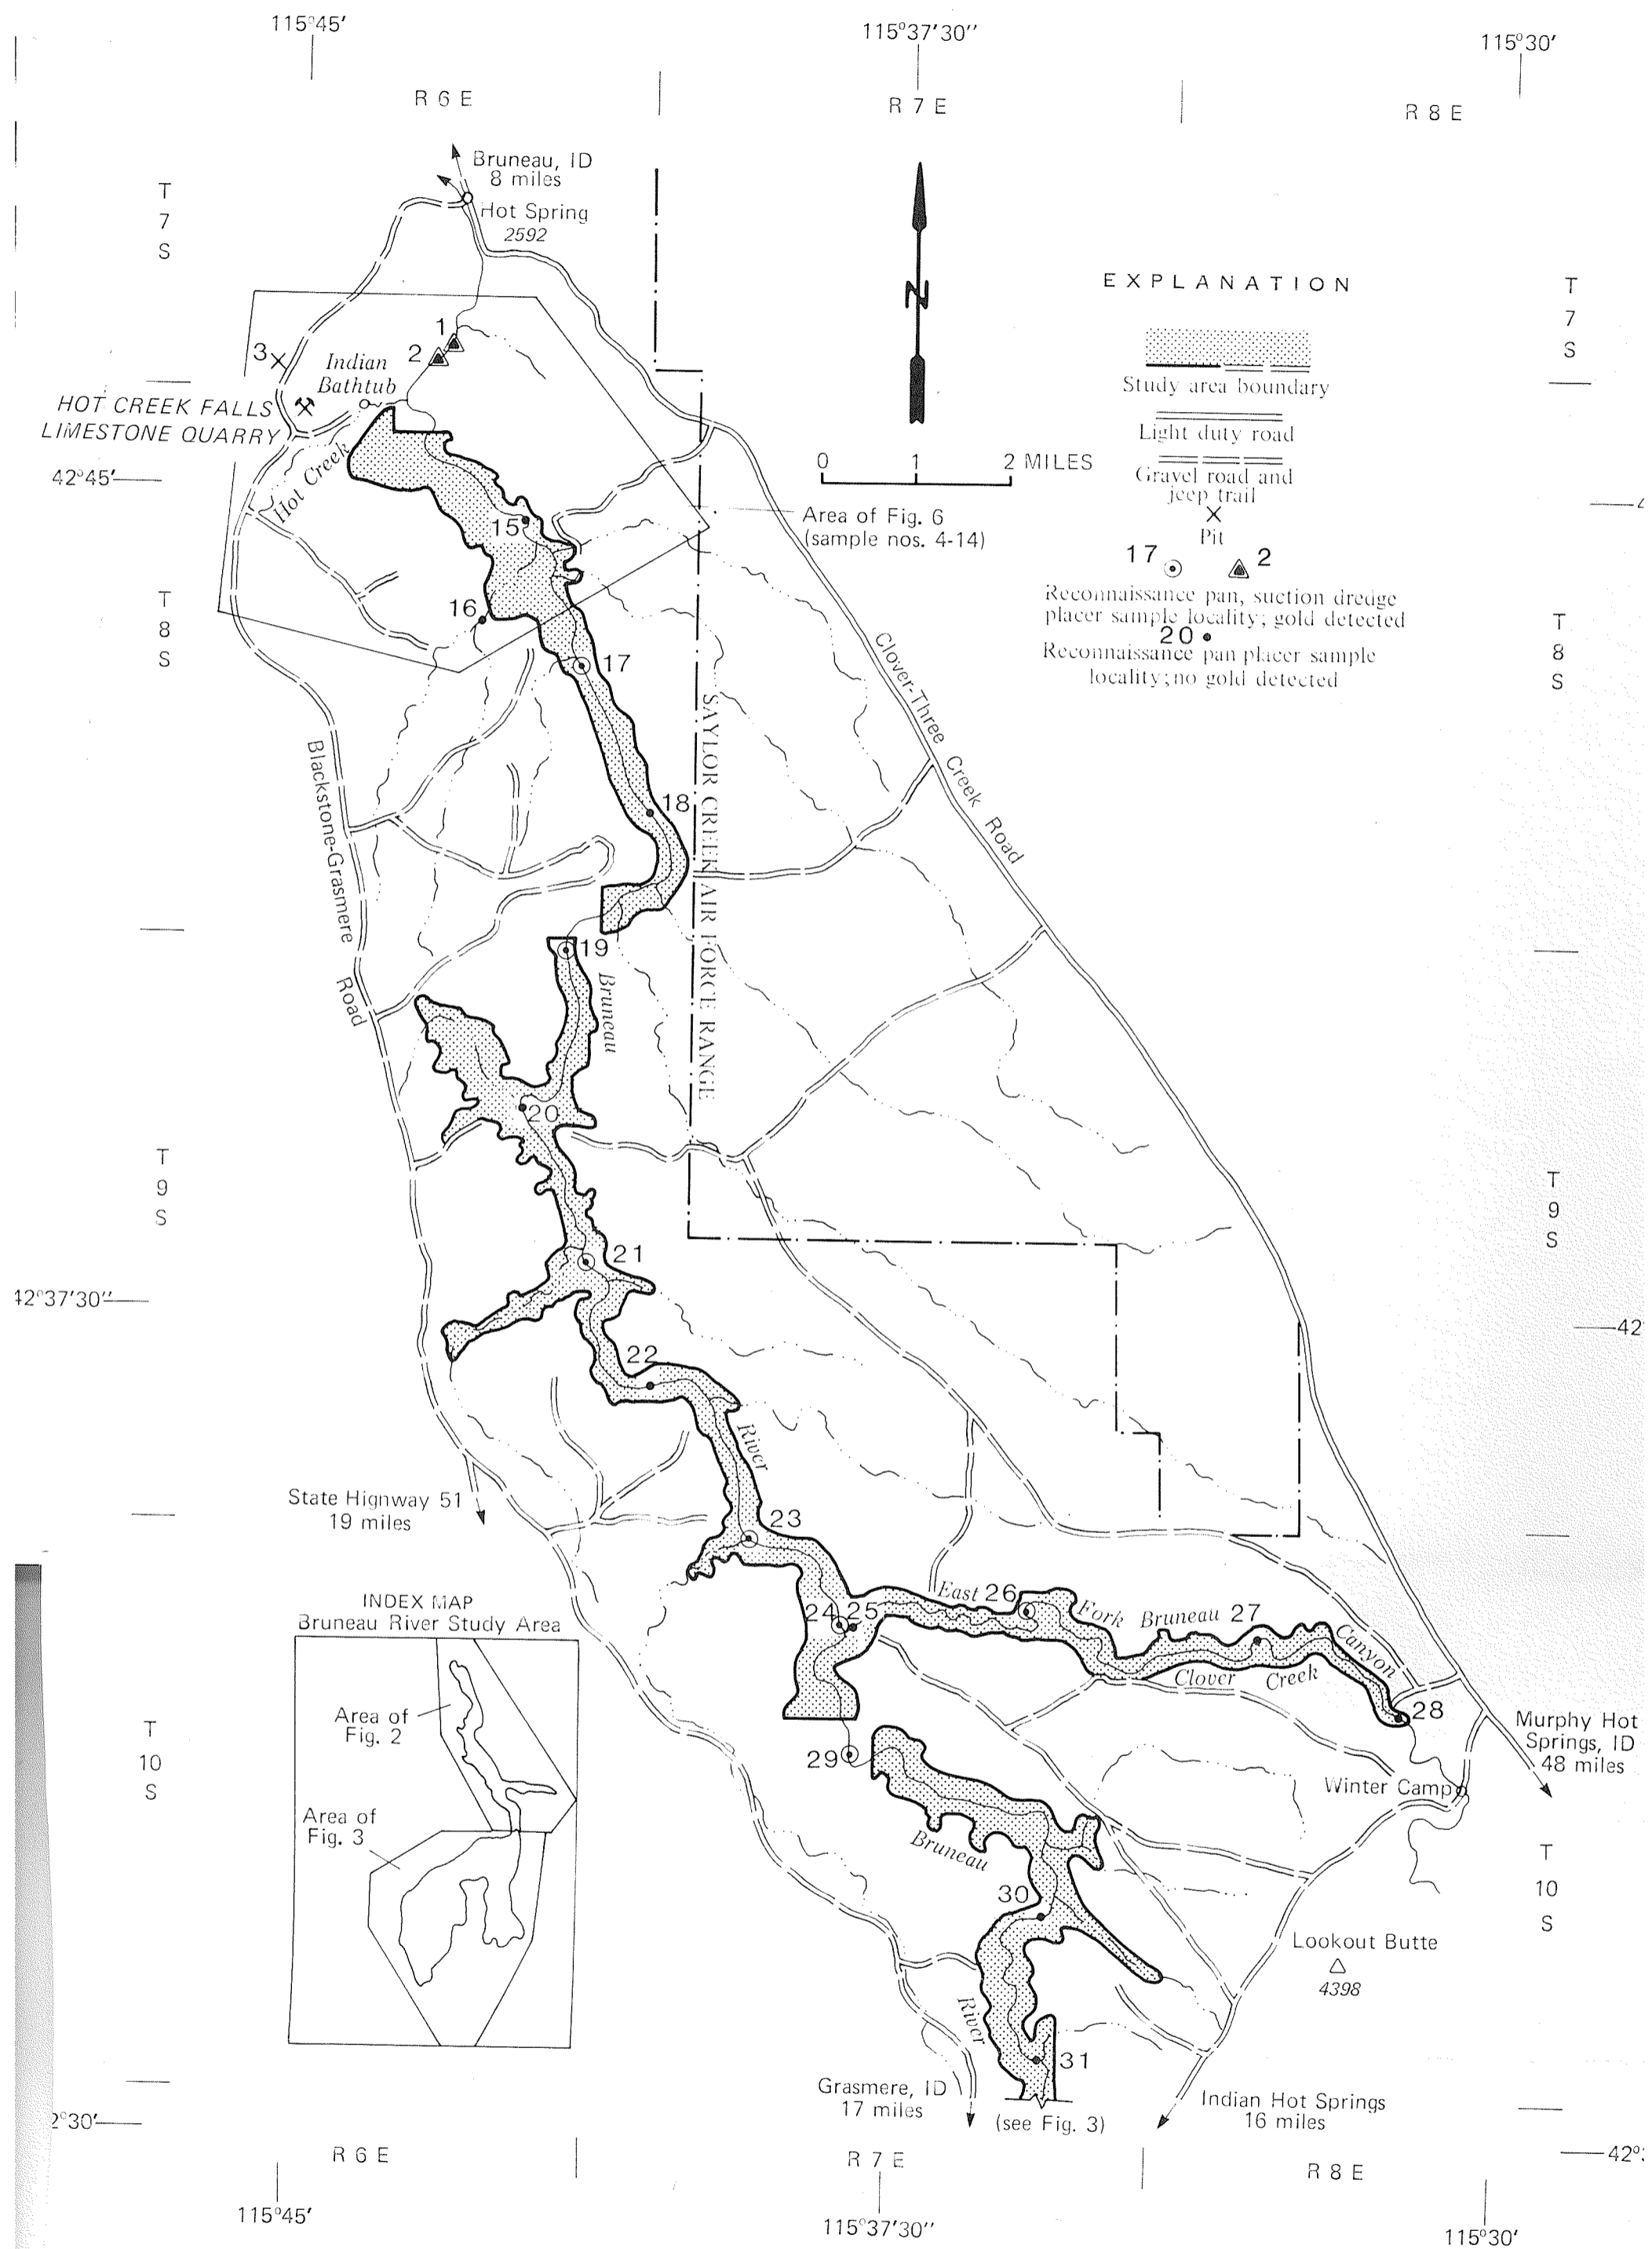 115°45′
115°37′30″
115°30′
R 6 E
R 7 E
R 8 E
Bruneau, ID
8 miles
Hot Spring
2592
T
7
S
EXPLANATION
T
7
S
Study area boundary
Light duty road
Gravel road and
jeep trail
Pit
17
2
Reconnaissance pan, suction dredge
placer sample locality; gold detected
20
Reconnaissance pan placer sample
locality; no gold detected
N
0 1 2 MILES
Area of Fig. 6
(sample nos. 4-14)
1
2
3
Indian
Bathtub
HOT CREEK FALLS
LIMESTONE QUARRY
42°45′
Hot Creek
15
16
17
18
T
8
S
T
8
S
Clover-Three Creek Road
SAYLOR CREEK AIR FORCE RANGE
Blackstone-Grasmere
Road
19
Bruneau
20
T
9
S
T
9
S
21
42°37′30″
42
22
River
State Hignway 51
19 miles
23
INDEX MAP
Bruneau River Study Area
Area of
Fig. 2
Area of
Fig. 3
24
25
East
26
Fork
Bruneau
27
Canyon
Clover
Creek
28
Murphy Hot
Springs, ID
48 miles
T
10
S
29
Winter Camp
Bruneau
30
T
10
S
Lookout Butte
4398
River
31
Grasmere, ID
17 miles
(see Fig. 3)
Indian Hot Springs
16 miles
2°30′
42°
R 6 E
R 7 E
R 8 E
115°45′
115°37′30″
115°30′